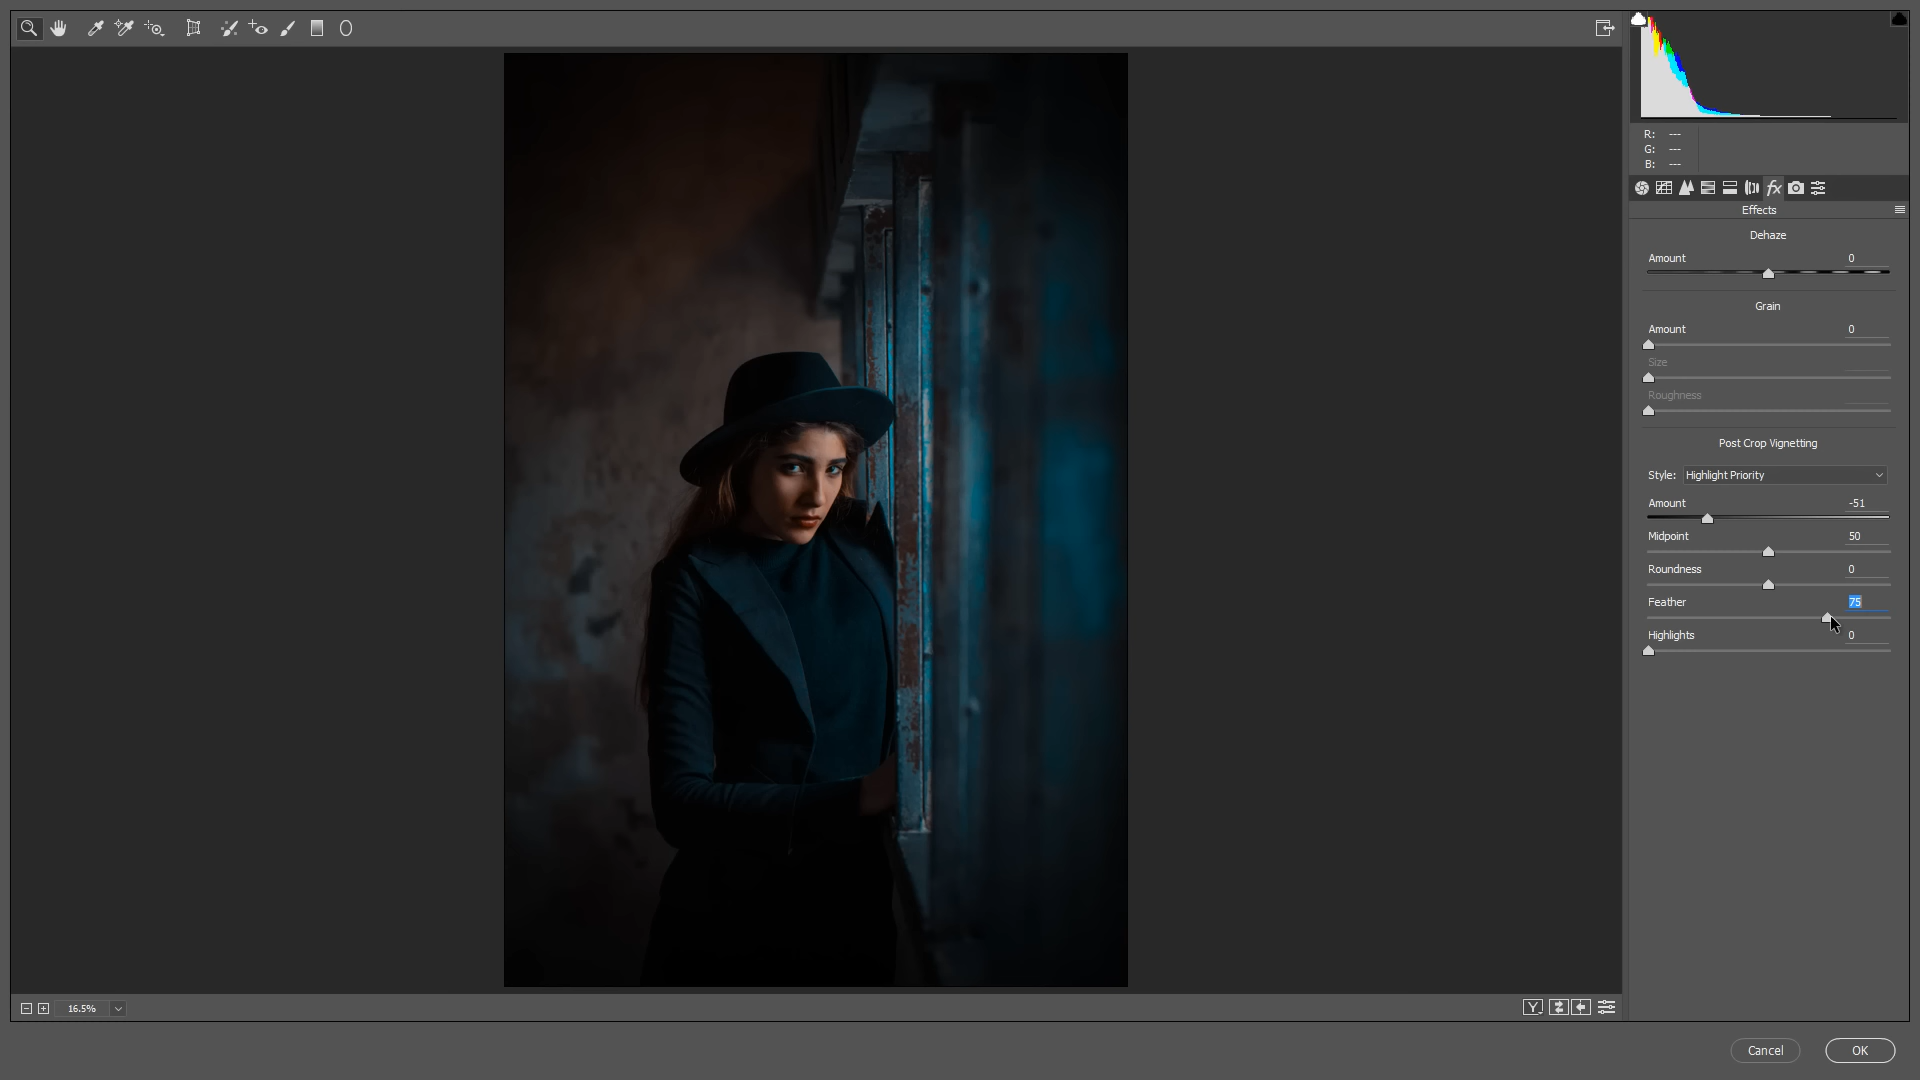 R: ---
G: ---
B: ---
fx
Effects
Dehaze
Amount 0
Grain
Amount 0
Size
Roughness
Post Crop Vignetting
Style: Highlight Priority
Amount -51
Midpoint 50
Roundness 0
Feather 75
Highlights 0
16.5%
Y
Cancel OK